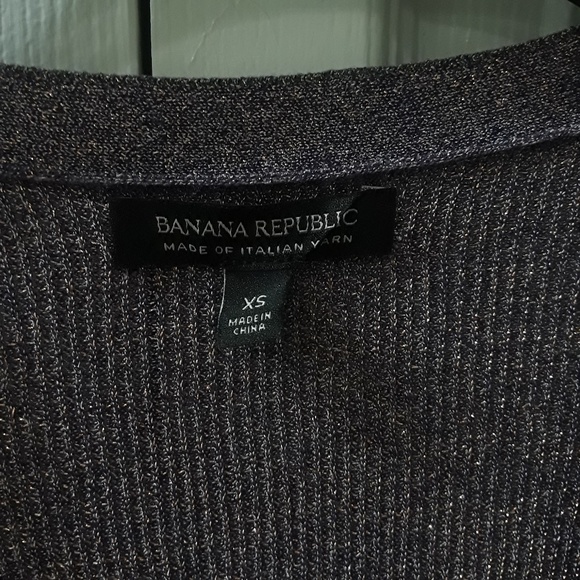 BANANA REPUBLIC
MADE OF ITALIAN YARN
XS
MADE IN
CHINA